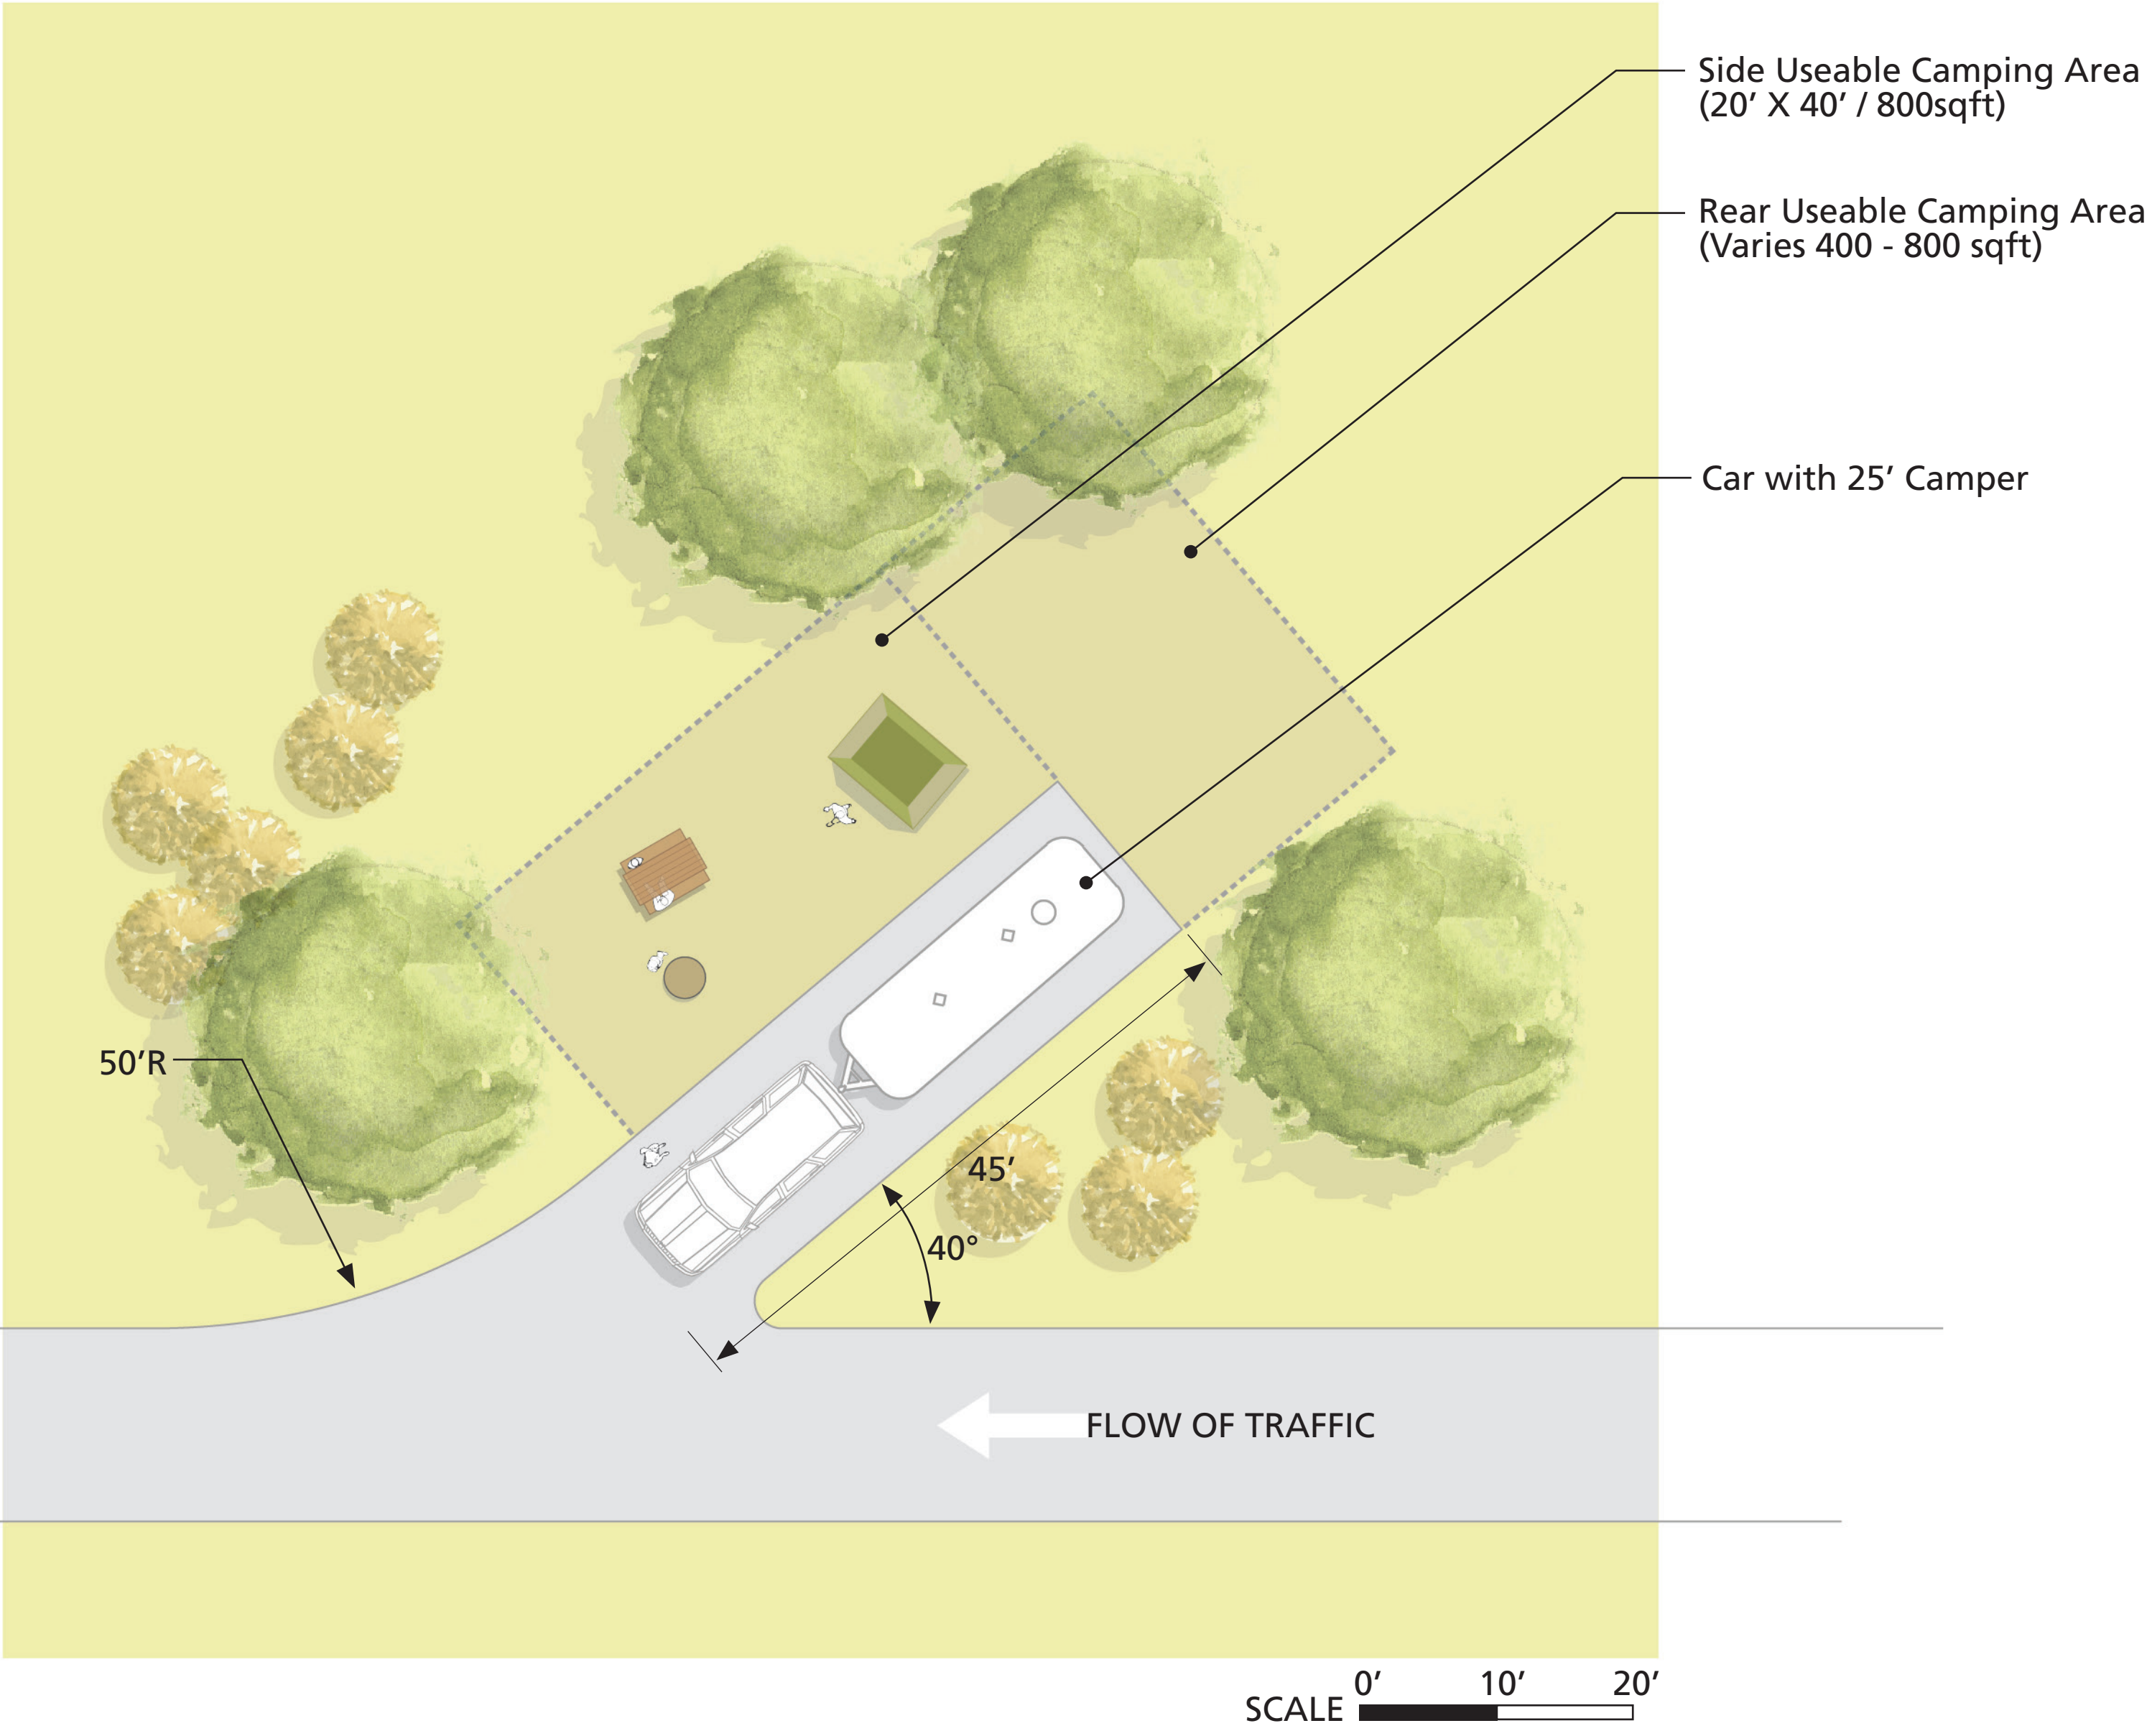 Side Useable Camping Area
(20’ X 40’ / 800sqft)
Rear Useable Camping Area
(Varies 400 - 800 sqft)
Car with 25’ Camper
50’R
45’
40°
FLOW OF TRAFFIC
0’ 10’ 20’
SCALE